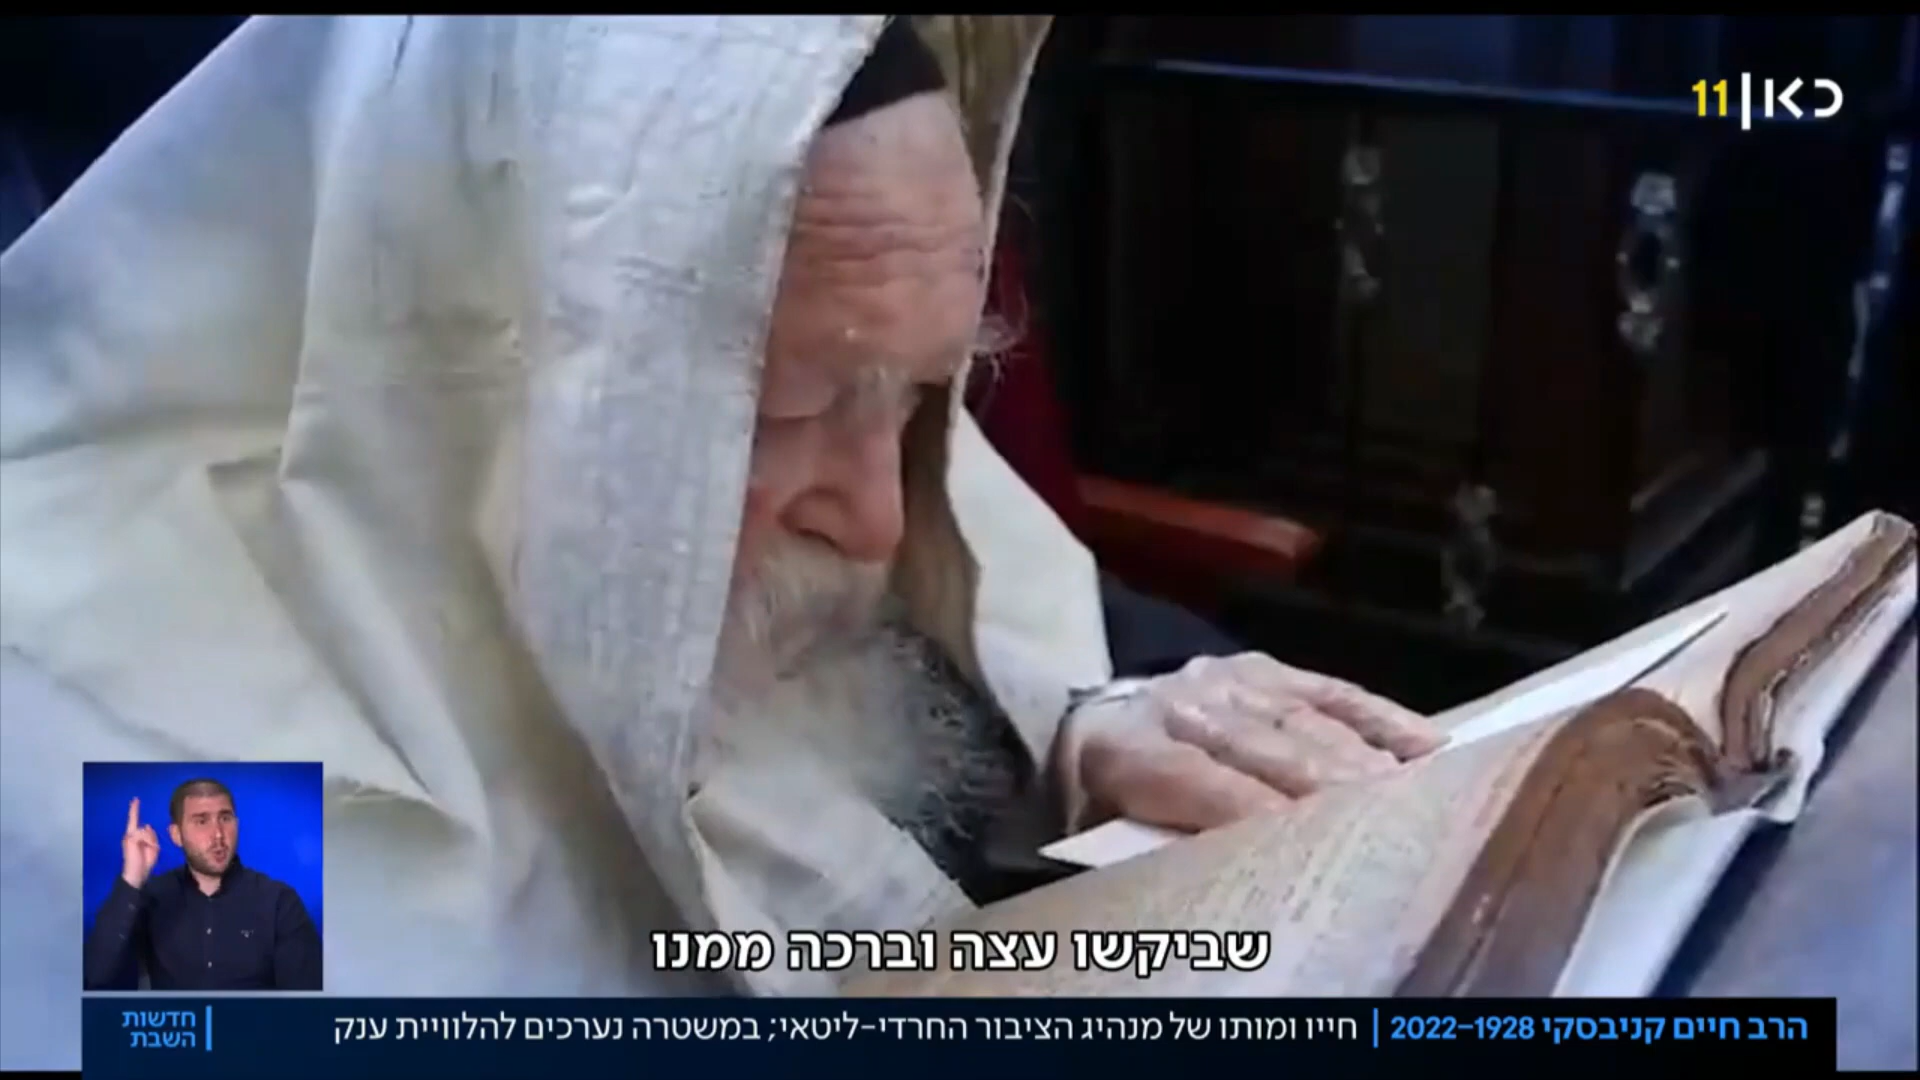 כאן 11
שביקשו עצה וברכה ממנו
הרב חיים קניבסקי 1928–2022 | חייו ומותו של מנהיג הציבור החרדי-ליטאי; במשטרה נערכים להלוויית ענק
חדשות
השבת